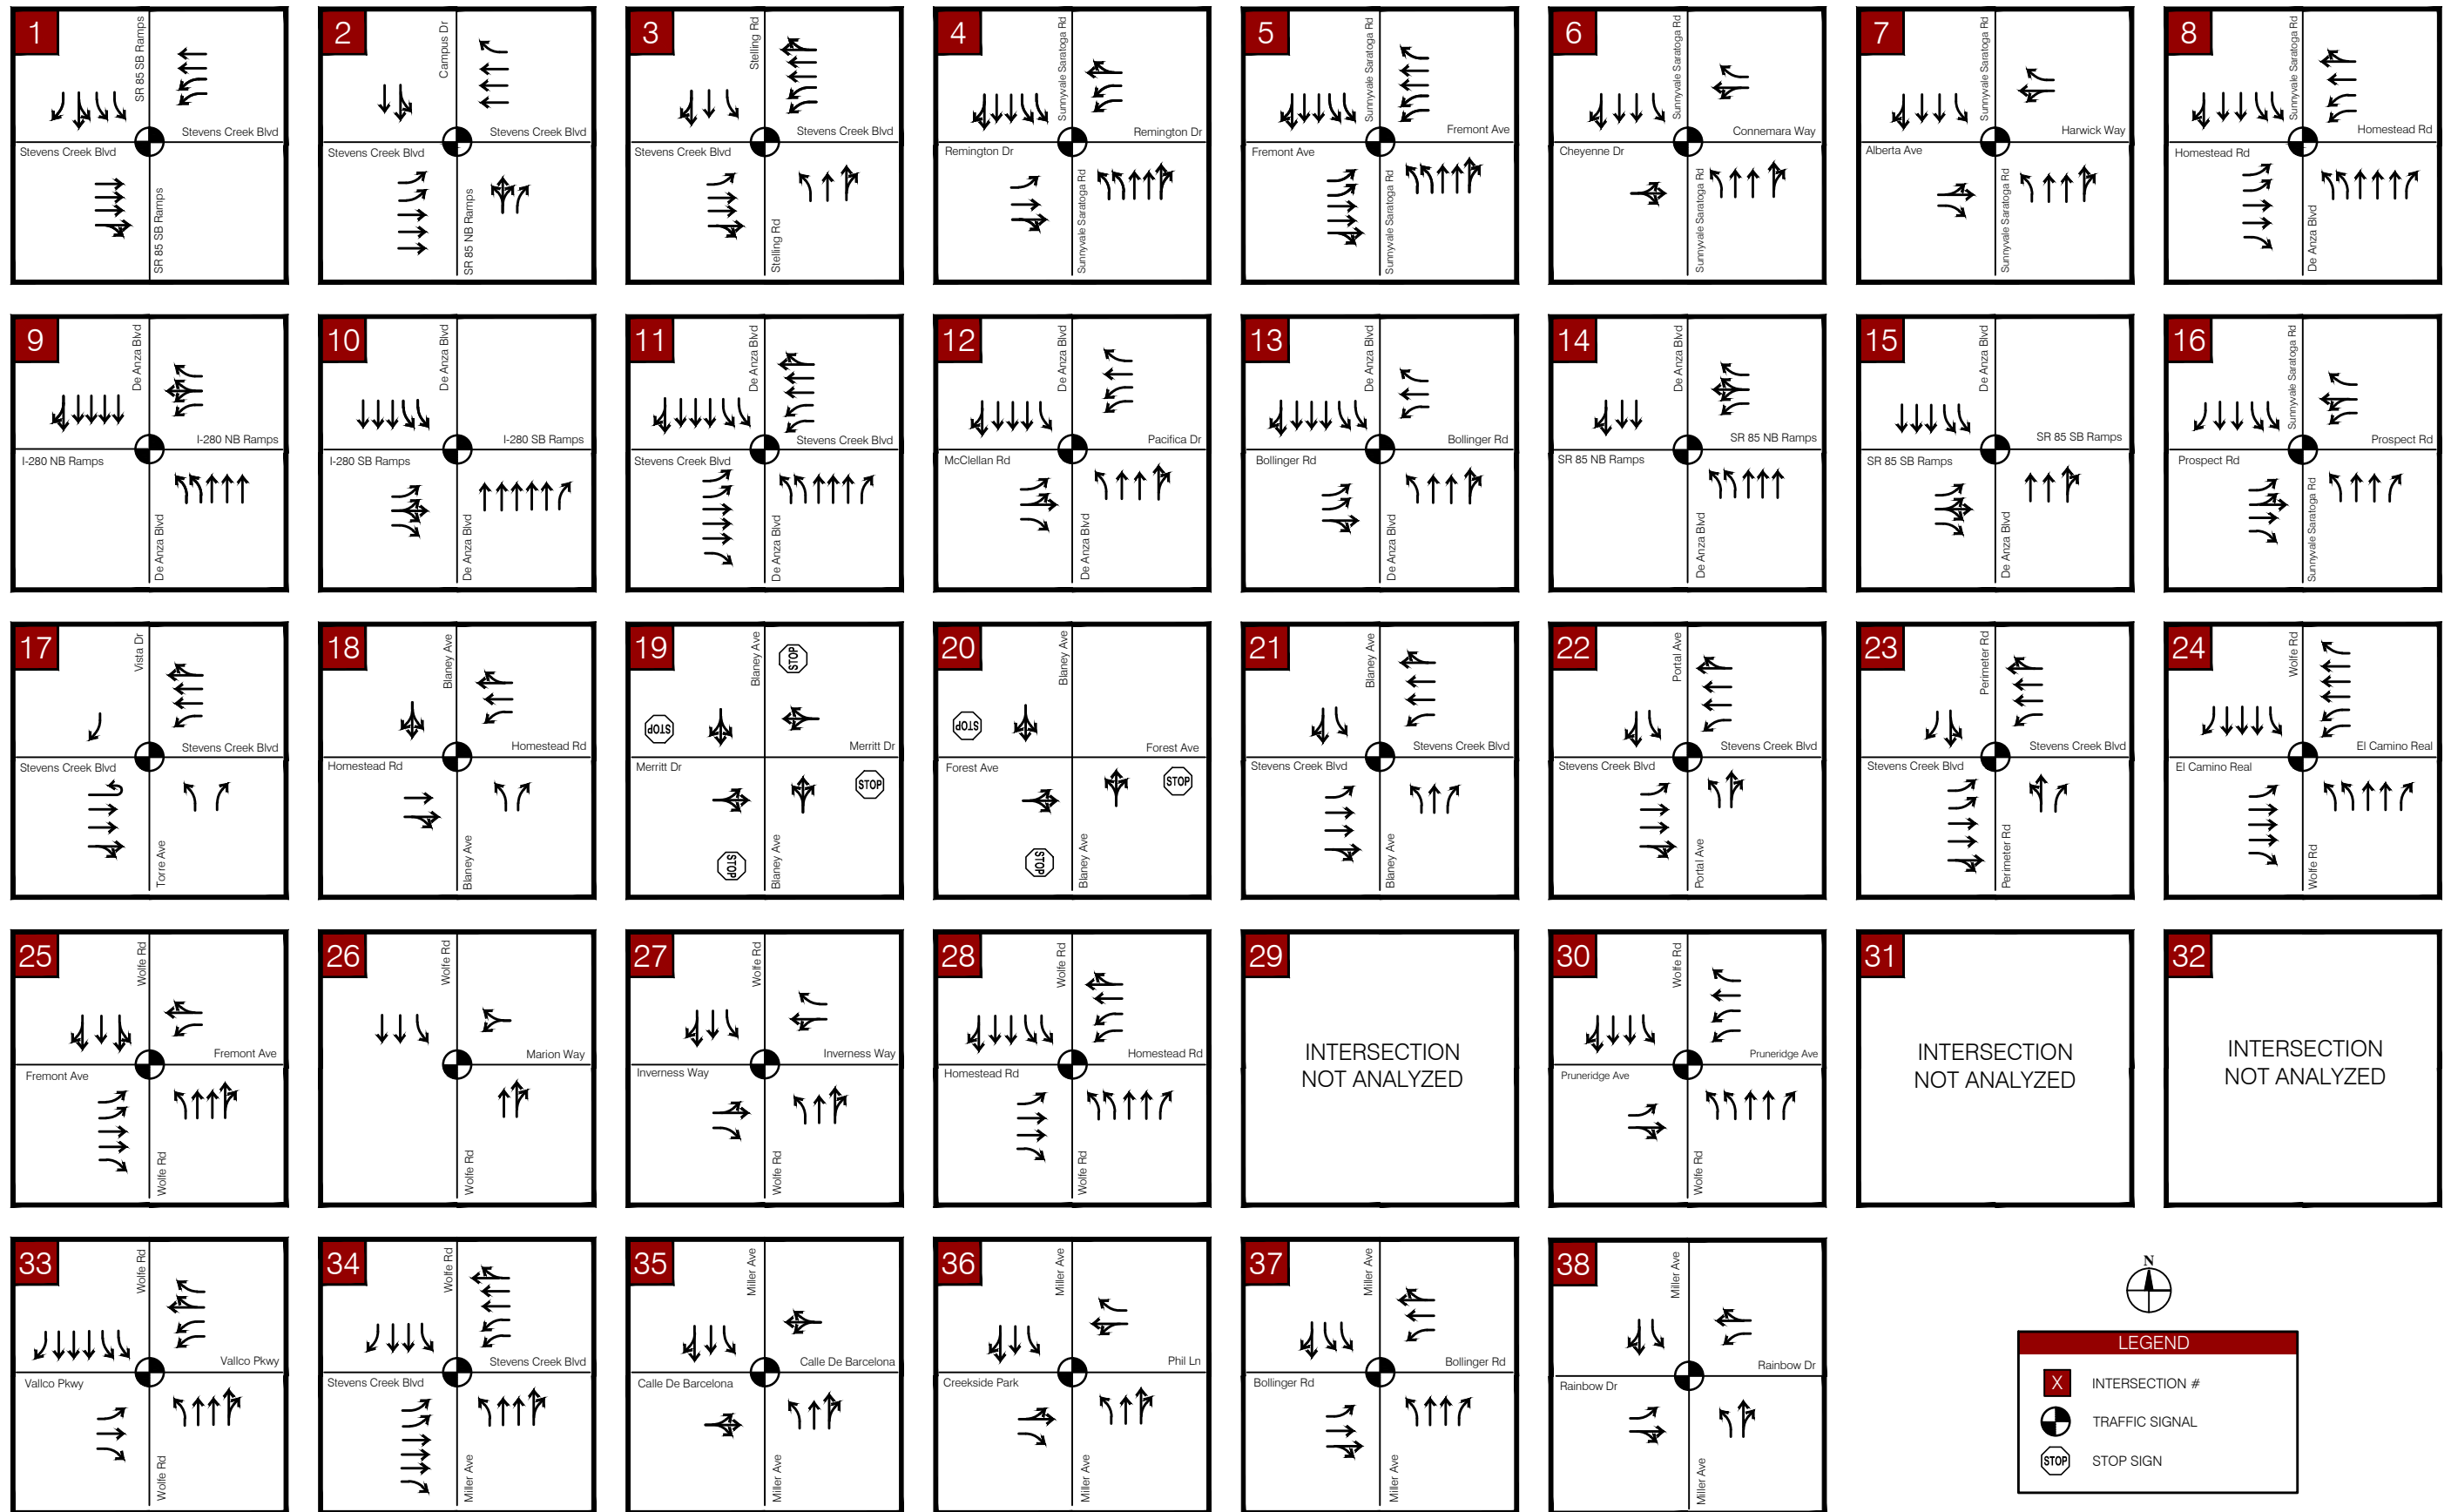 1
SR 85 SB Ramps
Stevens Creek Blvd
Stevens Creek Blvd
SR 85 SB Ramps
2
Campus Dr
Stevens Creek Blvd
Stevens Creek Blvd
SR 85 NB Ramps
3
Stelling Rd
Stevens Creek Blvd
Stevens Creek Blvd
Stelling Rd
4
Sunnyvale Saratoga Rd
Remington Dr
Remington Dr
Sunnyvale Saratoga Rd
5
Sunnyvale Saratoga Rd
Fremont Ave
Fremont Ave
Sunnyvale Saratoga Rd
6
Sunnyvale Saratoga Rd
Connemara Way
Cheyenne Dr
Sunnyvale Saratoga Rd
7
Sunnyvale Saratoga Rd
Harwick Way
Alberta Ave
Sunnyvale Saratoga Rd
8
Sunnyvale Saratoga Rd
Homestead Rd
Homestead Rd
De Anza Blvd
9
De Anza Blvd
I-280 NB Ramps
I-280 NB Ramps
De Anza Blvd
10
De Anza Blvd
I-280 SB Ramps
I-280 SB Ramps
De Anza Blvd
11
De Anza Blvd
Stevens Creek Blvd
Stevens Creek Blvd
De Anza Blvd
12
De Anza Blvd
Pacifica Dr
McClellan Rd
De Anza Blvd
13
De Anza Blvd
Bollinger Rd
Bollinger Rd
De Anza Blvd
14
De Anza Blvd
SR 85 NB Ramps
SR 85 NB Ramps
De Anza Blvd
15
De Anza Blvd
SR 85 SB Ramps
SR 85 SB Ramps
De Anza Blvd
16
Sunnyvale Saratoga Rd
Prospect Rd
Prospect Rd
Sunnyvale Saratoga Rd
17
Vista Dr
Stevens Creek Blvd
Stevens Creek Blvd
Torre Ave
18
Blaney Ave
Homestead Rd
Homestead Rd
Blaney Ave
19
Blaney Ave
STOP
STOP
Merritt Dr
Merritt Dr
STOP
STOP
Blaney Ave
20
Blaney Ave
STOP
Forest Ave
Forest Ave
STOP
STOP
Blaney Ave
21
Blaney Ave
Stevens Creek Blvd
Stevens Creek Blvd
Blaney Ave
22
Portal Ave
Stevens Creek Blvd
Stevens Creek Blvd
Portal Ave
23
Perimeter Rd
Stevens Creek Blvd
Stevens Creek Blvd
Perimeter Rd
24
Wolfe Rd
El Camino Real
El Camino Real
Wolfe Rd
25
Wolfe Rd
Fremont Ave
Fremont Ave
Wolfe Rd
26
Wolfe Rd
Marion Way
Wolfe Rd
27
Wolfe Rd
Inverness Way
Inverness Way
Wolfe Rd
28
Wolfe Rd
Homestead Rd
Homestead Rd
Wolfe Rd
29
INTERSECTION
NOT ANALYZED
30
Wolfe Rd
Pruneridge Ave
Pruneridge Ave
Wolfe Rd
31
INTERSECTION
NOT ANALYZED
32
INTERSECTION
NOT ANALYZED
33
Wolfe Rd
Vallco Pkwy
Vallco Pkwy
Wolfe Rd
34
Wolfe Rd
Stevens Creek Blvd
Stevens Creek Blvd
Miller Ave
35
Miller Ave
Calle De Barcelona
Calle De Barcelona
Miller Ave
36
Miller Ave
Phil Ln
Creekside Park
Miller Ave
37
Miller Ave
Bollinger Rd
Bollinger Rd
Miller Ave
38
Miller Ave
Rainbow Dr
Rainbow Dr
Miller Ave
N
LEGEND
X INTERSECTION #
TRAFFIC SIGNAL
STOP STOP SIGN